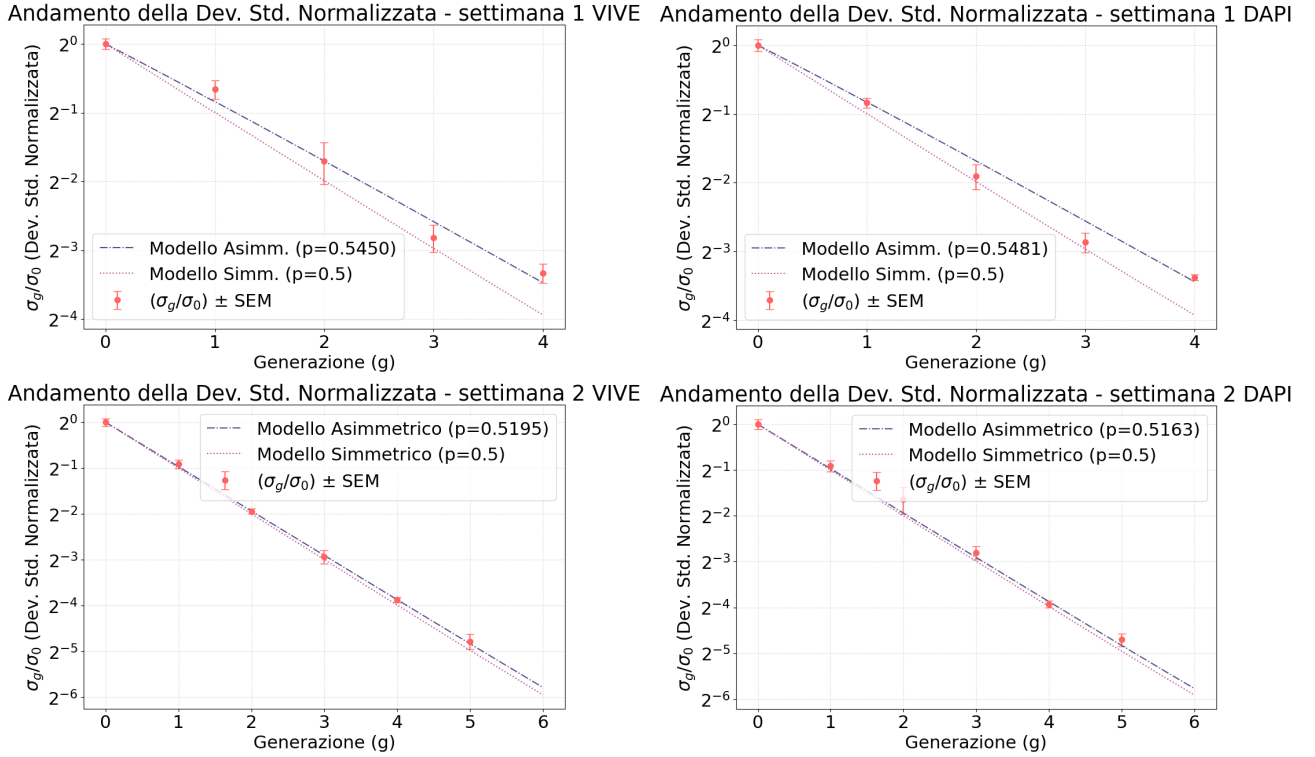 Andamento della Dev. Std. Normalizzata - settimana 1 VIVE
σg/σ0 (Dev. Std. Normalizzata)
2^0
2^-1
2^-2
2^-3
2^-4
Modello Asimm. (p=0.5450)
Modello Simm. (p=0.5)
(σg/σ0) ± SEM
0 1 2 3 4
Generazione (g)
Andamento della Dev. Std. Normalizzata - settimana 1 DAPI
σg/σ0 (Dev. Std. Normalizzata)
2^0
2^-1
2^-2
2^-3
2^-4
Modello Asimm. (p=0.5481)
Modello Simm. (p=0.5)
(σg/σ0) ± SEM
0 1 2 3 4
Generazione (g)
Andamento della Dev. Std. Normalizzata - settimana 2 VIVE
σg/σ0 (Dev. Std. Normalizzata)
2^0
2^-1
2^-2
2^-3
2^-4
2^-5
2^-6
Modello Asimmetrico (p=0.5195)
Modello Simmetrico (p=0.5)
(σg/σ0) ± SEM
0 1 2 3 4 5 6
Generazione (g)
Andamento della Dev. Std. Normalizzata - settimana 2 DAPI
σg/σ0 (Dev. Std. Normalizzata)
2^0
2^-1
2^-2
2^-3
2^-4
2^-5
2^-6
Modello Asimmetrico (p=0.5163)
Modello Simmetrico (p=0.5)
(σg/σ0) ± SEM
0 1 2 3 4 5 6
Generazione (g)